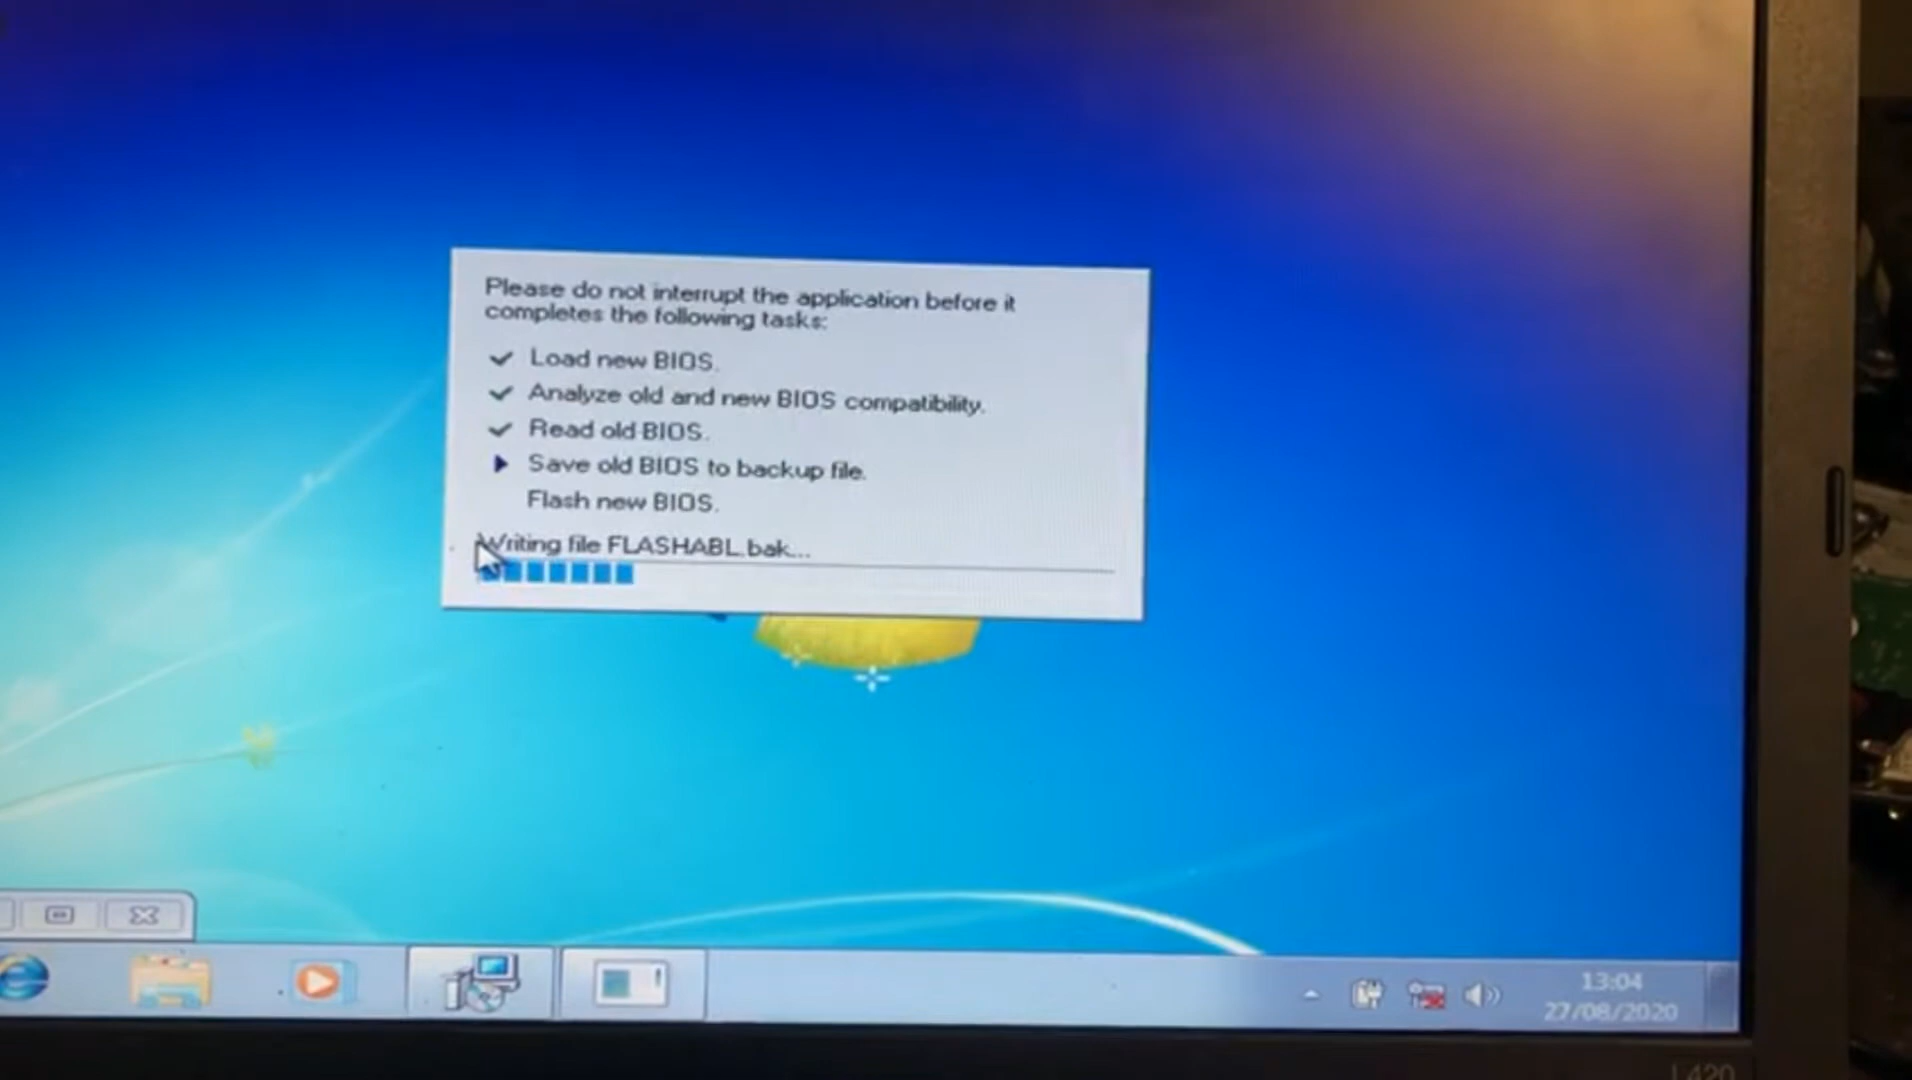 Please do not interrupt the application before it
completes the following tasks:
Load new BIOS.
Analyze old and new BIOS compatibility.
Read old BIOS.
Save old BIOS to backup file.
Flash new BIOS.
Writing file FLASHABL.bak...
13:04
27/08/2020
L420